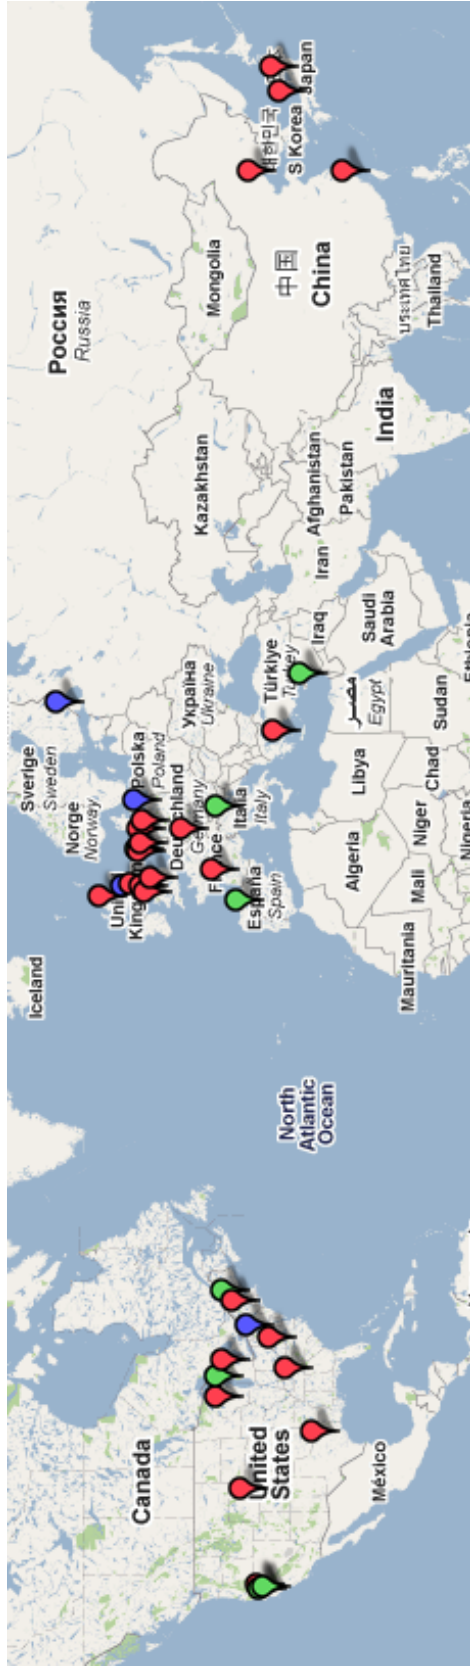 Canada
United
States
México
North
Atlantic
Ocean
Iceland
Norge
Norway
Sverige
Sweden
Polska
Poland
Germany
Україна
Ukraine
España
Spain
Italia
Italy
Türkiye
Turkey
Россия
Russia
Kazakhstan
Mongolia
中国
China
대한민국
S Korea
Japan
Afghanistan
Pakistan
India
Iran
Iraq
Saudi
Arabia
مصر
Egypt
Libya
Algeria
Mauritania
Mali
Niger
Chad
Sudan
Nigeria
ประเทศไทย
Thailand